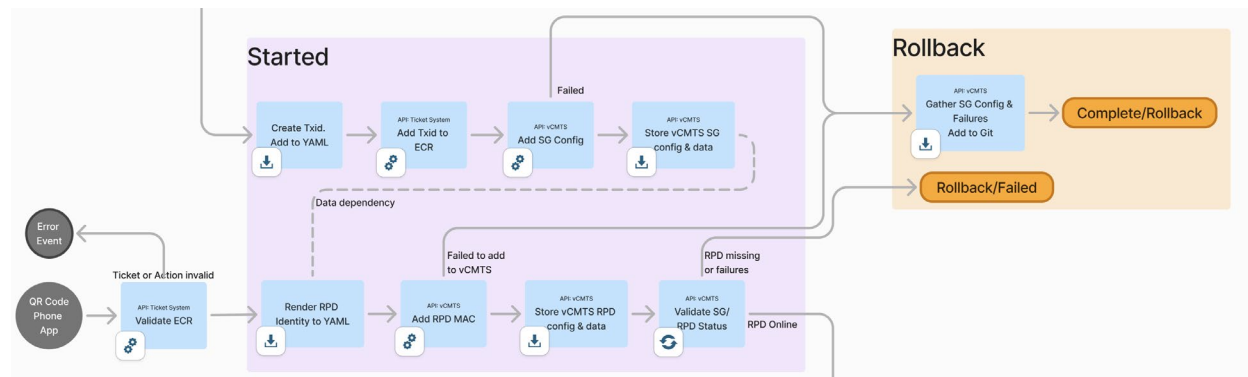 Started
Rollback
Failed
Create Txid.
Add to YAML
API: Ticket System
Add Txid to
ECR
API: vCMTS
Add SG Config
API: vCMTS
Store vCMTS SG
config & data
API: vCMTS
Gather SG Config &
Failures
Add to Git
Complete/Rollback
Rollback/Failed
Data dependency
Error
Event
Ticket or Action invalid
Failed to add
to vCMTS
RPD missing
or failures
QR Code
Phone
App
API: Ticket System
Validate ECR
Render RPD
Identity to YAML
API: vCMTS
Add RPD MAC
API: vCMTS
Store vCMTS RPD
config & data
API: vCMTS
Validate SG/
RPD Status
RPD Online